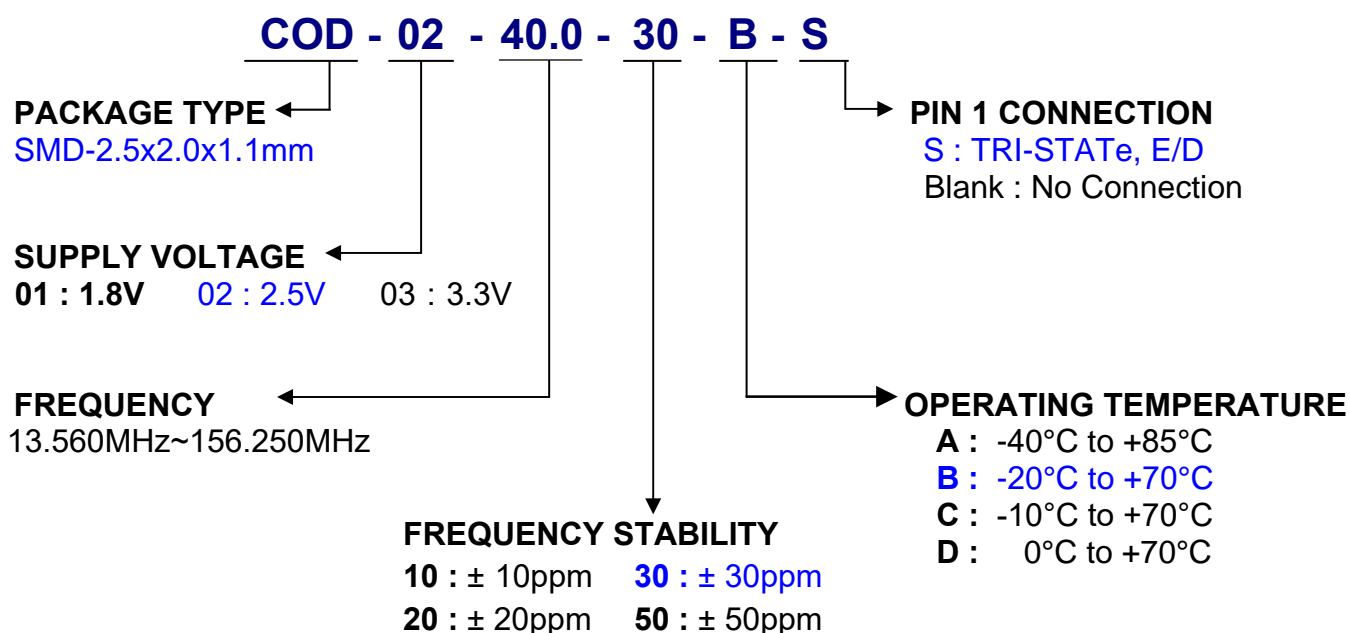 COD - 02 - 40.0 - 30 - B - S
PACKAGE TYPE
SMD-2.5x2.0x1.1mm
PIN 1 CONNECTION
S : TRI-STATe, E/D
Blank : No Connection
SUPPLY VOLTAGE
01 : 1.8V 02 : 2.5V 03 : 3.3V
FREQUENCY
13.560MHz~156.250MHz
OPERATING TEMPERATURE
A : -40°C to +85°C
B : -20°C to +70°C
C : -10°C to +70°C
D : 0°C to +70°C
FREQUENCY STABILITY
10 : ± 10ppm 30 : ± 30ppm
20 : ± 20ppm 50 : ± 50ppm